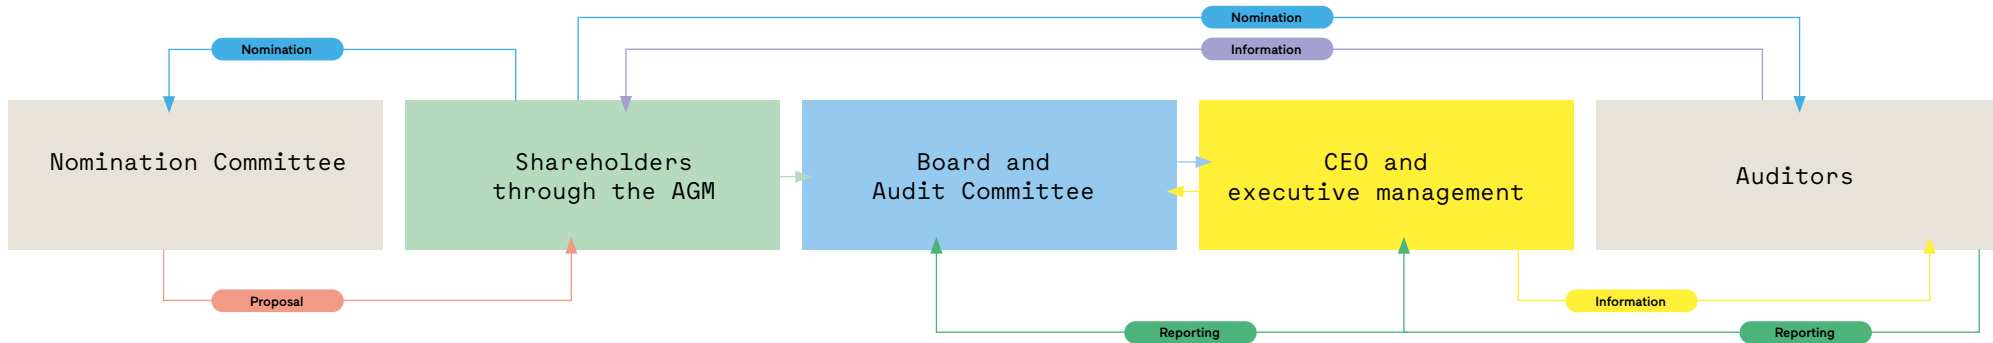 Nomination
Nomination
Information
Nomination Committee
Shareholders
through the AGM
Board and
Audit Committee
CEO and
executive management
Auditors
Proposal
Information
Reporting
Reporting